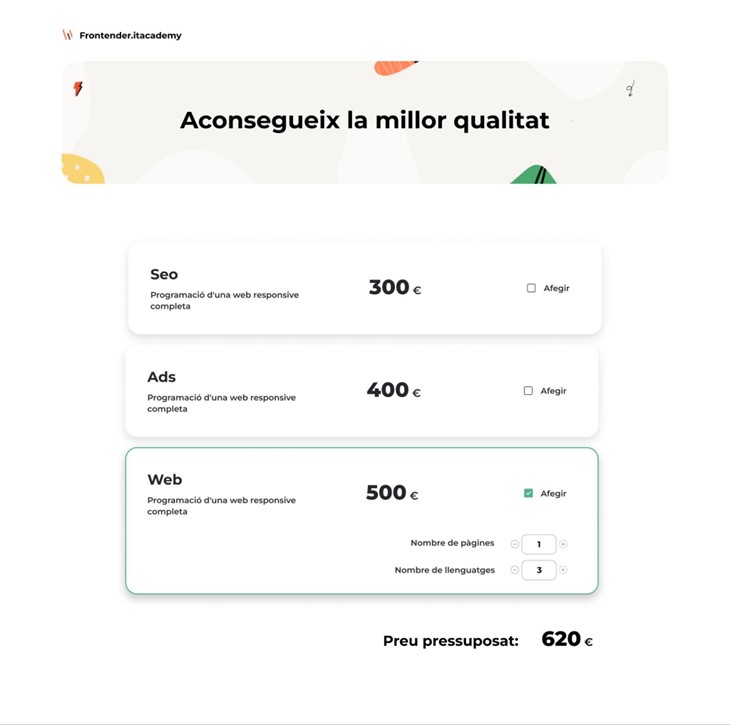 Frontender.itacademy
Aconsegueix la millor qualitat
Seo
Programació d'una web responsive
completa
300 €
Afegir
Ads
Programació d'una web responsive
completa
400 €
Afegir
Web
Programació d'una web responsive
completa
500 €
Afegir
Nombre de pàgines 1
Nombre de llenguatges 3
Preu pressuposat: 620 €